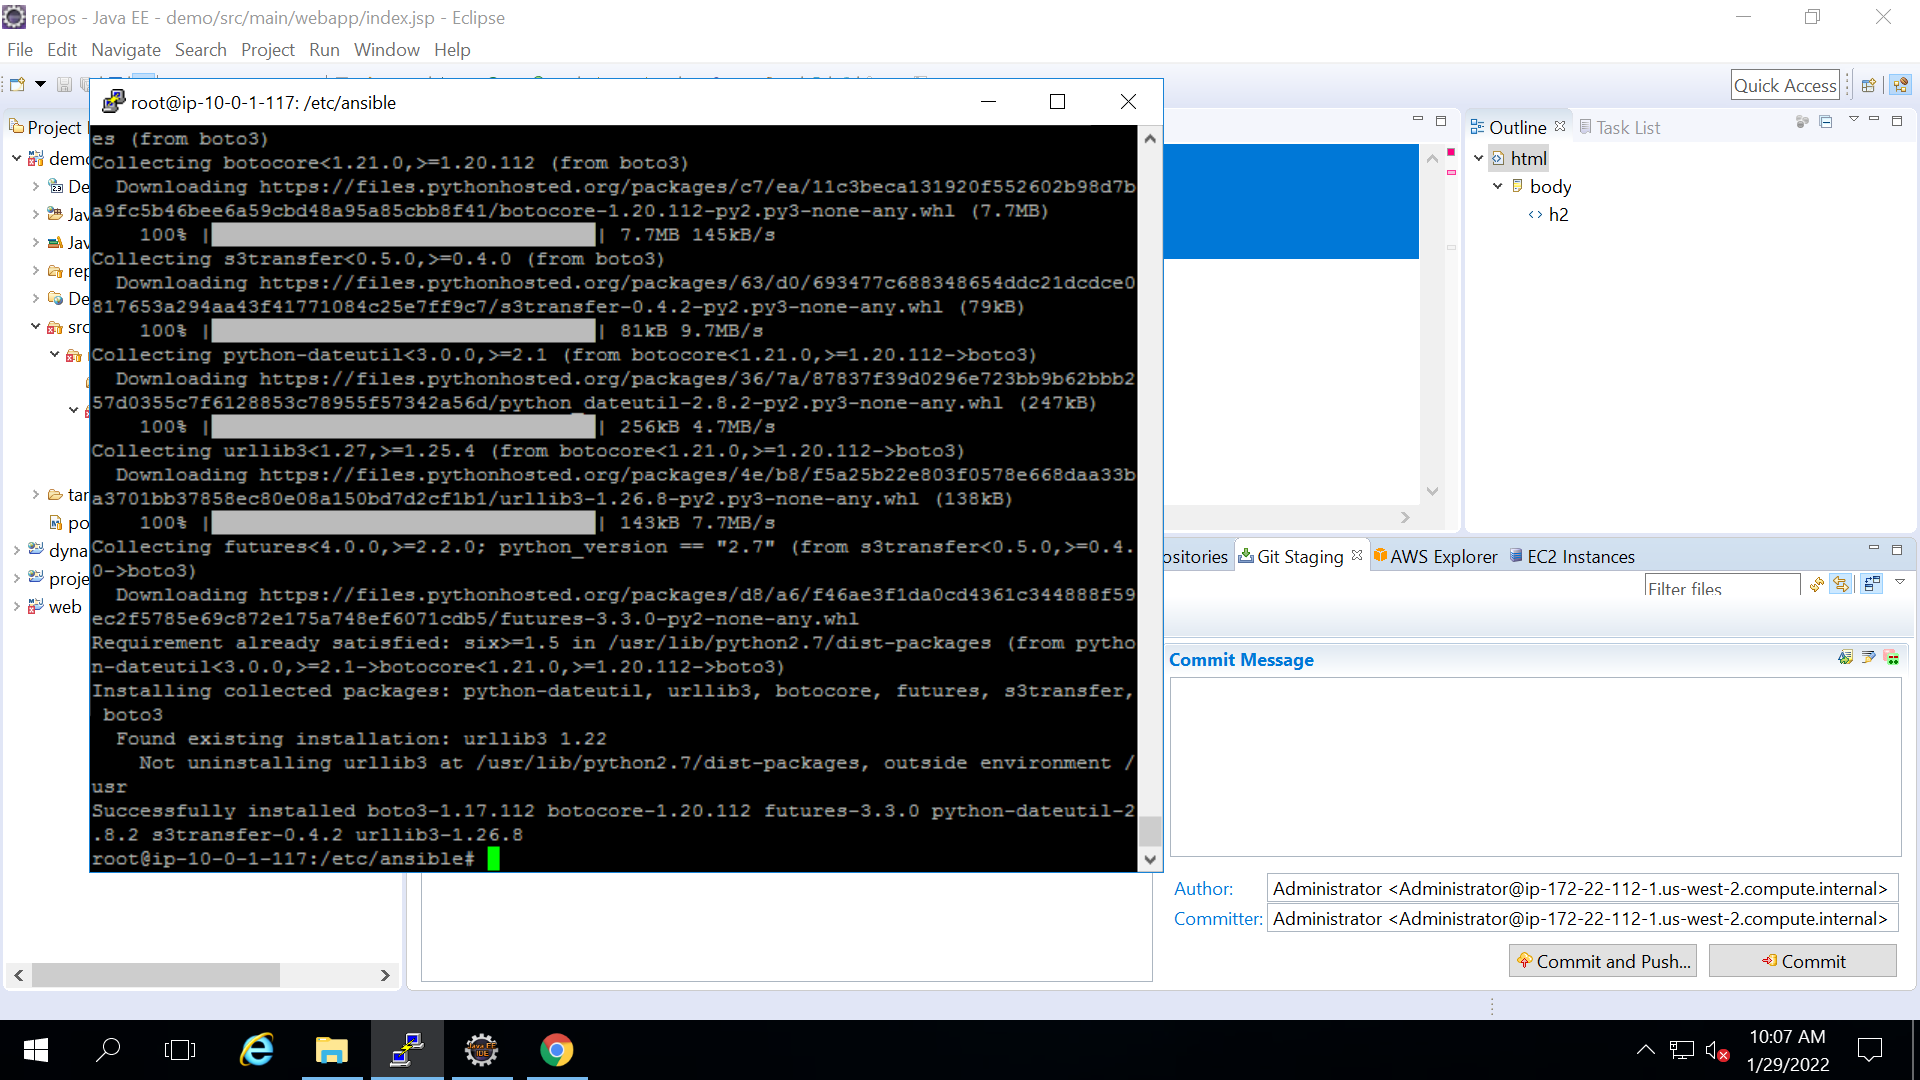 repos - Java EE - demo/src/main/webapp/index.jsp - Eclipse
File Edit Navigate Search Project Run Window Help
Quick Access
root@ip-10-0-1-117: /etc/ansible
es (from boto3)
Collecting botocore<1.21.0,>=1.20.112 (from boto3)
Downloading https://files.pythonhosted.org/packages/c7/ea/11c3beca131920f552602b98d7b
a9fc5b46bee6a59cbd48a95a85cbb8f41/botocore-1.20.112-py2.py3-none-any.whl (7.7MB)
100% | | 7.7MB 145kB/s
Collecting s3transfer<0.5.0,>=0.4.0 (from boto3)
Downloading https://files.pythonhosted.org/packages/63/d0/693477c688348654ddc21dcdce0
817653a294aa43f41771084c25e7ff9c7/s3transfer-0.4.2-py2.py3-none-any.whl (79kB)
100% | | 81kB 9.7MB/s
Collecting python-dateutil<3.0.0,>=2.1 (from botocore<1.21.0,>=1.20.112->boto3)
Downloading https://files.pythonhosted.org/packages/36/7a/87837f39d0296e723bb9b62bbb2
57d0355c7f6128853c78955f57342a56d/python_dateutil-2.8.2-py2.py3-none-any.whl (247kB)
100% | | 256kB 4.7MB/s
Collecting urllib3<1.27,>=1.25.4 (from botocore<1.21.0,>=1.20.112->boto3)
Downloading https://files.pythonhosted.org/packages/4e/b8/f5a25b22e803f0578e668daa33b
a3701bb37858ec80e08a150bd7d2cf1b1/urllib3-1.26.8-py2.py3-none-any.whl (138kB)
100% | | 143kB 7.7MB/s
Collecting futures<4.0.0,>=2.2.0; python_version == "2.7" (from s3transfer<0.5.0,>=0.4.
0->boto3)
Downloading https://files.pythonhosted.org/packages/d8/a6/f46ae3f1da0cd4361c344888f59
ec2f5785e69c872e175a748ef6071cdb5/futures-3.3.0-py2-none-any.whl
Requirement already satisfied: six>=1.5 in /usr/lib/python2.7/dist-packages (from pytho
n-dateutil<3.0.0,>=2.1->botocore<1.21.0,>=1.20.112->boto3)
Installing collected packages: python-dateutil, urllib3, botocore, futures, s3transfer,
boto3
Found existing installation: urllib3 1.22
Not uninstalling urllib3 at /usr/lib/python2.7/dist-packages, outside environment /
usr
Successfully installed boto3-1.17.112 botocore-1.20.112 futures-3.3.0 python-dateutil-2
.8.2 s3transfer-0.4.2 urllib3-1.26.8
root@ip-10-0-1-117:/etc/ansible#
Project
demo
De
Jav
Jav
rep
De
src
tar
po
dyna
proje
web
Outline Task List
html
body
h2
ositories Git Staging AWS Explorer EC2 Instances
Filter files
Commit Message
Author: Administrator <Administrator@ip-172-22-112-1.us-west-2.compute.internal>
Committer: Administrator <Administrator@ip-172-22-112-1.us-west-2.compute.internal>
Commit and Push... Commit
10:07 AM
1/29/2022